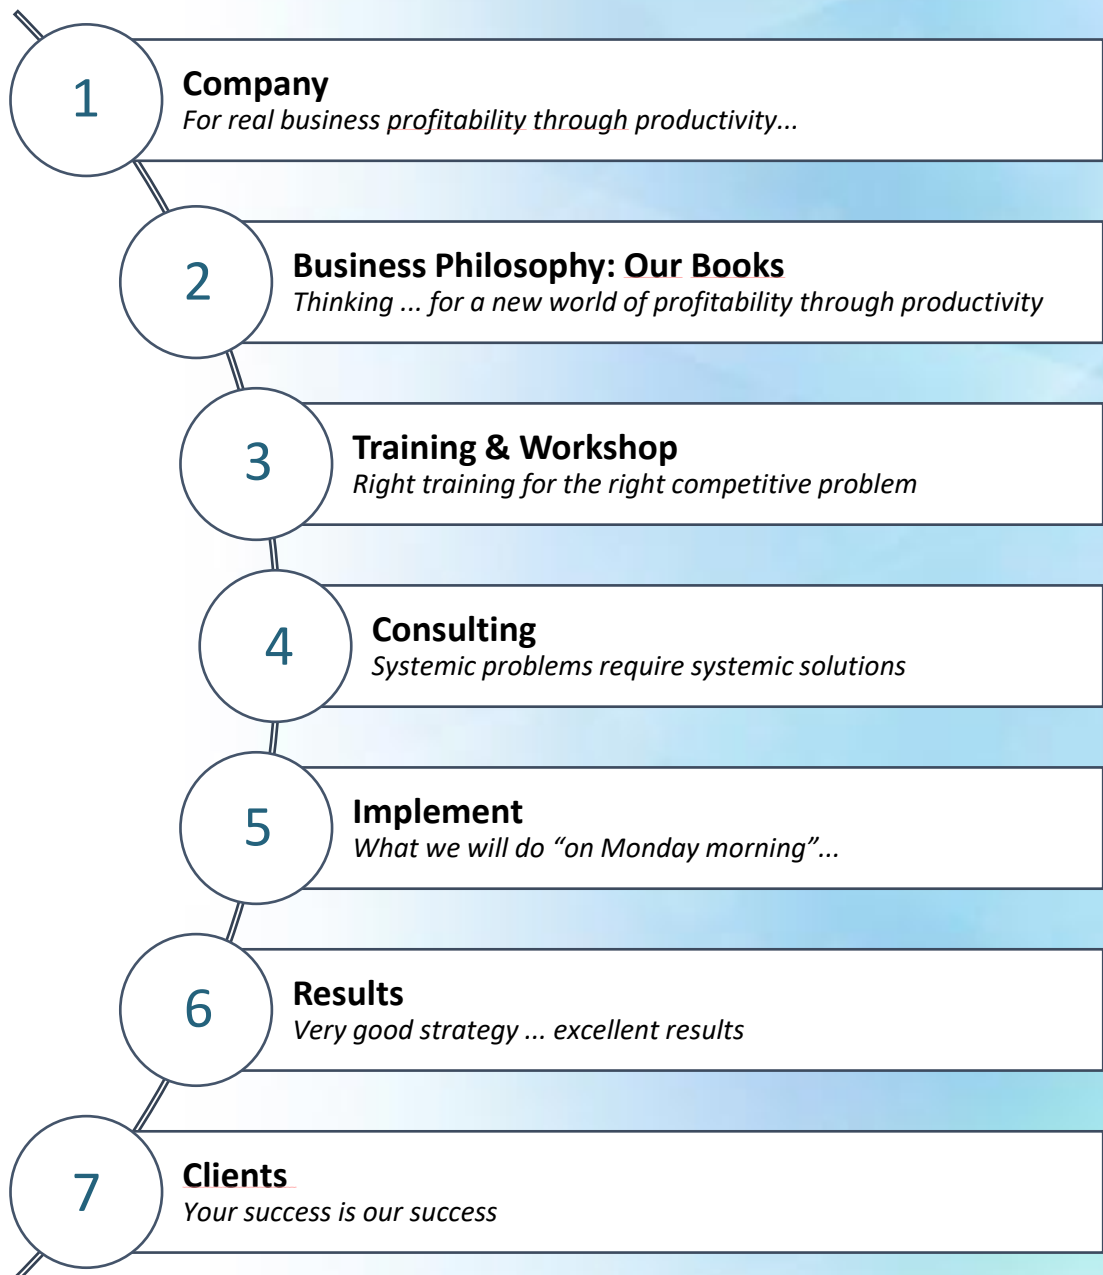 1
Company
For real business profitability through productivity...
2
Business Philosophy: Our Books
Thinking ... for a new world of profitability through productivity
3
Training & Workshop
Right training for the right competitive problem
4
Consulting
Systemic problems require systemic solutions
5
Implement
What we will do “on Monday morning”...
6
Results
Very good strategy ... excellent results
7
Clients
Your success is our success